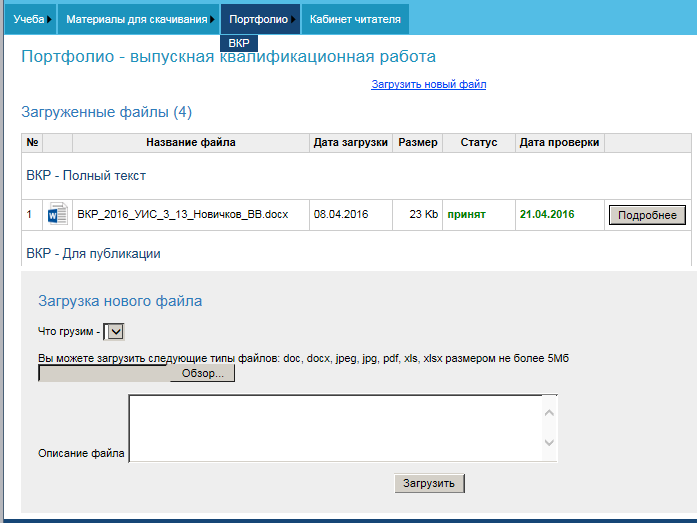 Учеба Материалы для скачивания Портфолио Кабинет читателя
ВКР
Портфолио - выпускная квалификационная работа
Загрузить новый файл
Загруженные файлы (4)
№ Название файла Дата загрузки Размер Статус Дата проверки
ВКР - Полный текст
1 ВКР_2016_УИС_3_13_Новичков_ВВ.docx 08.04.2016 23 Kb принят 21.04.2016 Подробнее
ВКР - Для публикации
Загрузка нового файла
Что грузим -
Вы можете загрузить следующие типы файлов: doc, docx, jpeg, jpg, pdf, xls, xlsx размером не более 5Мб
Обзор...
Описание файла
Загрузить